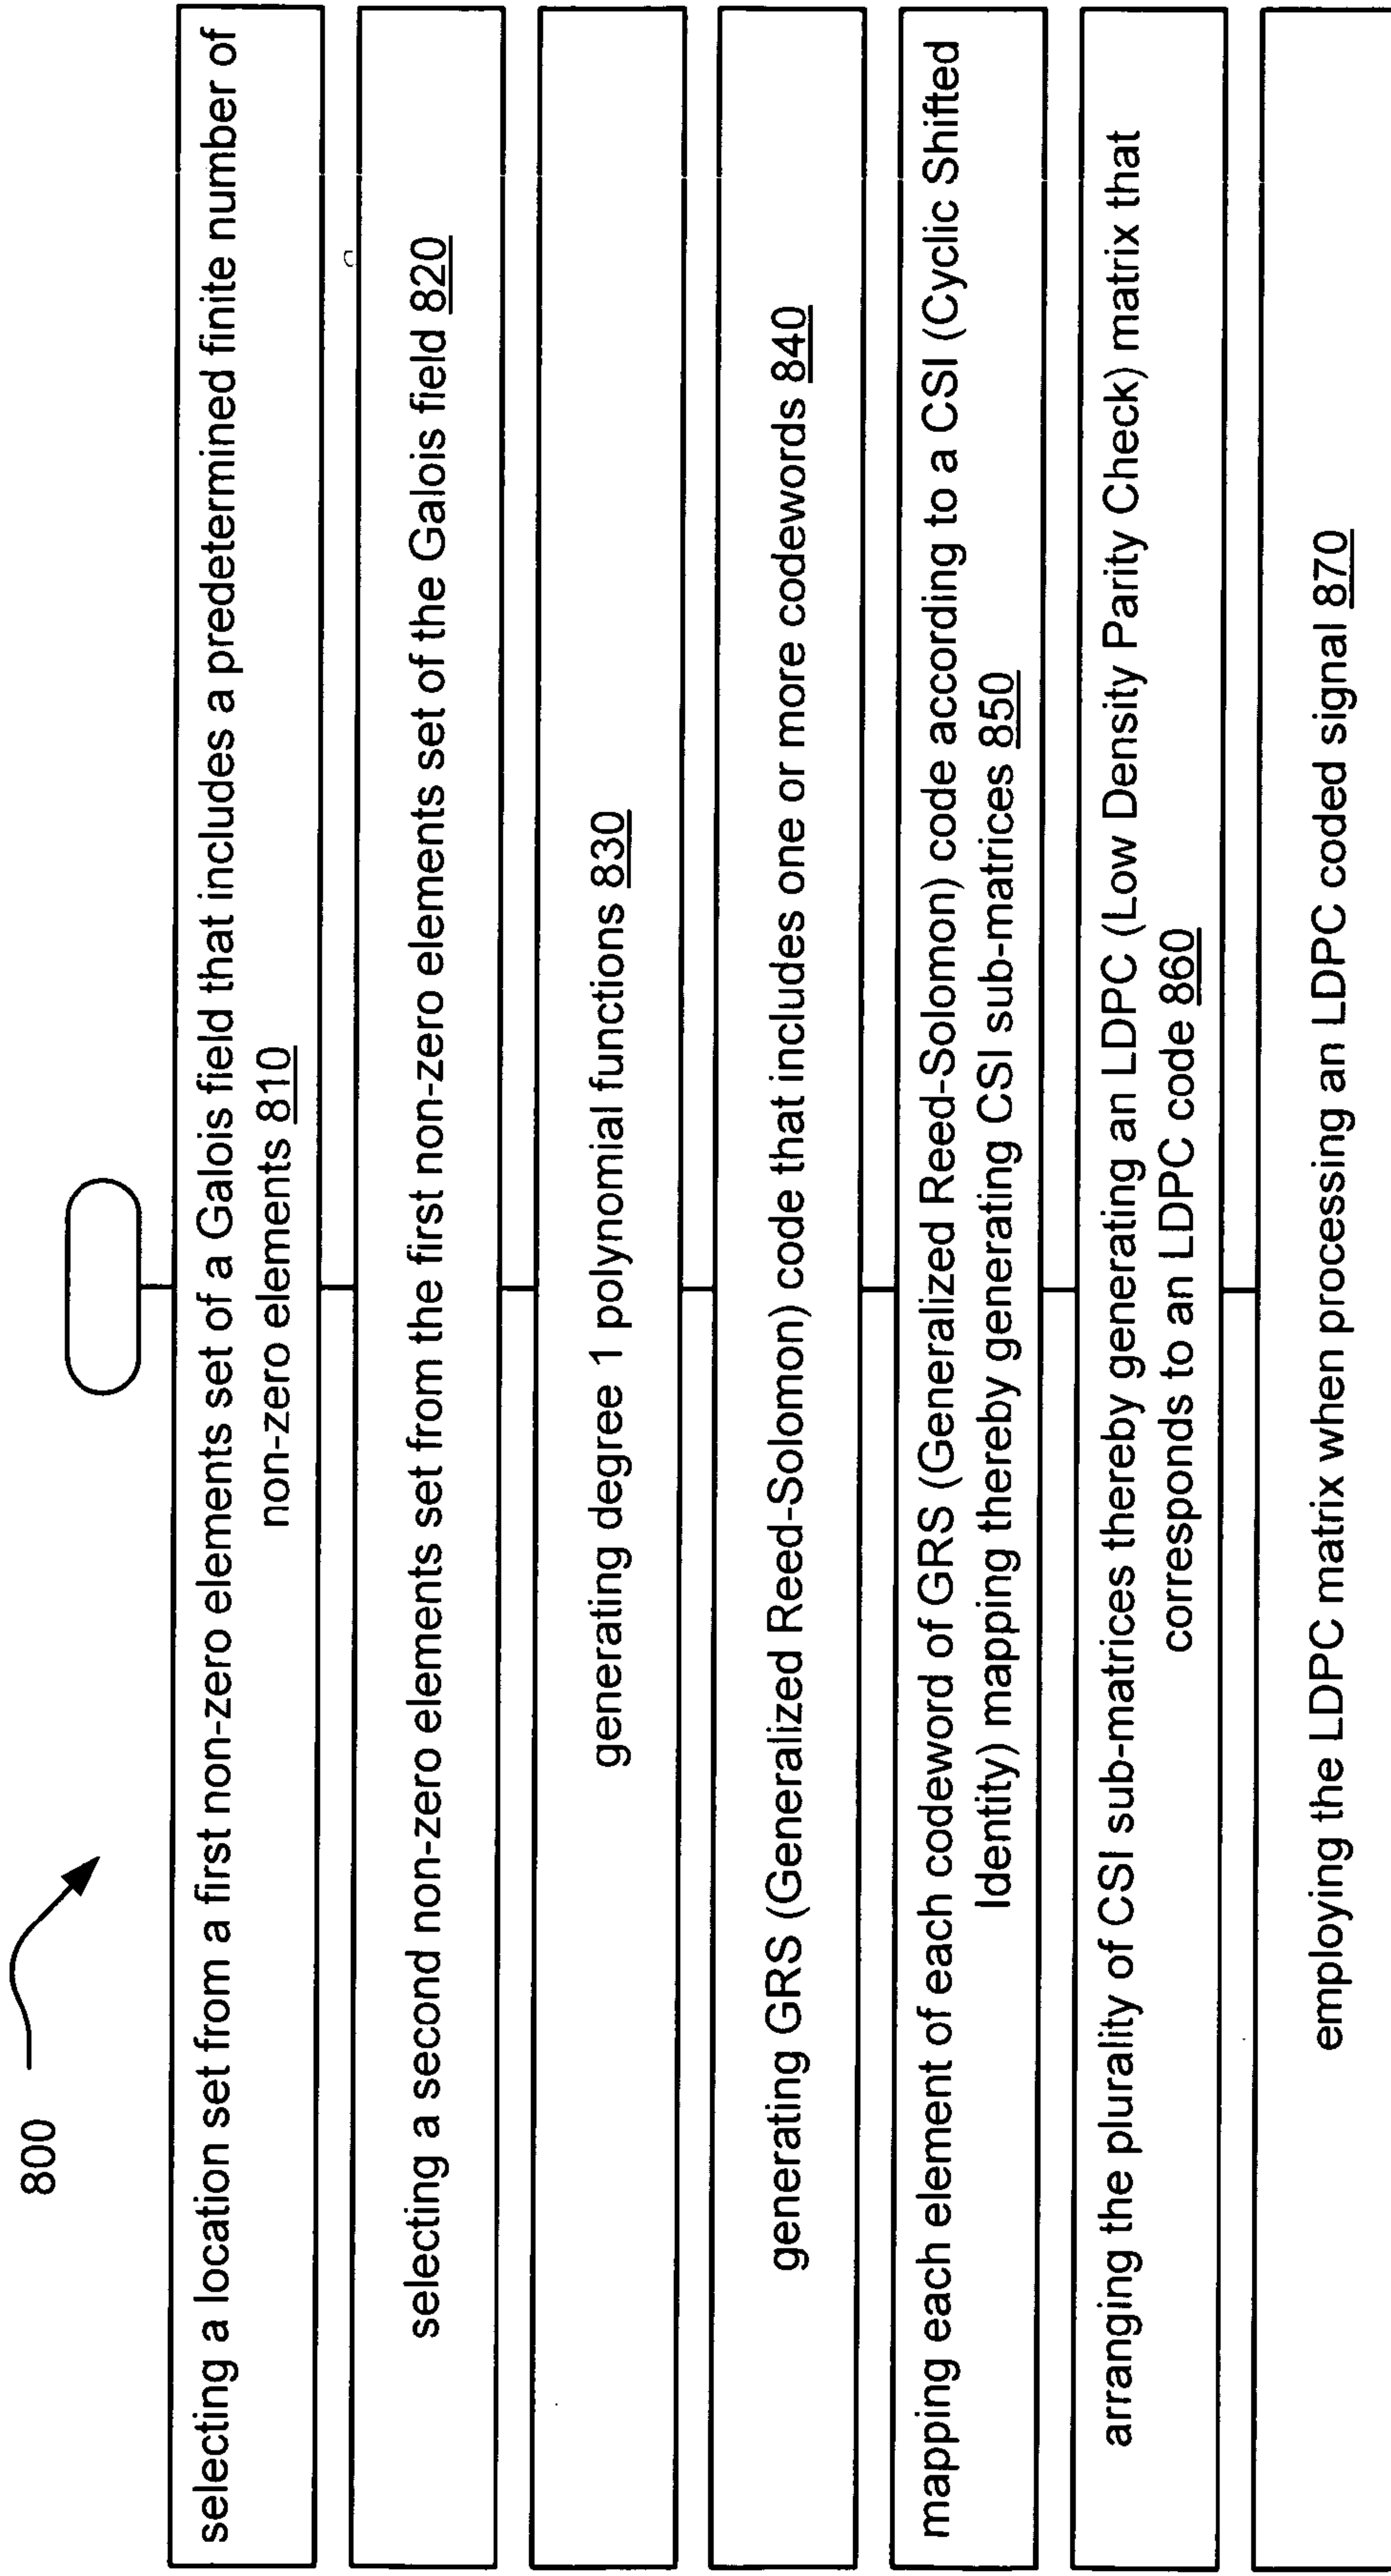 800
selecting a location set from a first non-zero elements set of a Galois field that includes a predetermined finite number of
non-zero elements 810
selecting a second non-zero elements set from the first non-zero elements set of the Galois field 820
generating degree 1 polynomial functions 830
generating GRS (Generalized Reed-Solomon) code that includes one or more codewords 840
mapping each element of each codeword of GRS (Generalized Reed-Solomon) code according to a CSI (Cyclic Shifted
Identity) mapping thereby generating CSI sub-matrices 850
arranging the plurality of CSI sub-matrices thereby generating an LDPC (Low Density Parity Check) matrix that
corresponds to an LDPC code 860
employing the LDPC matrix when processing an LDPC coded signal 870